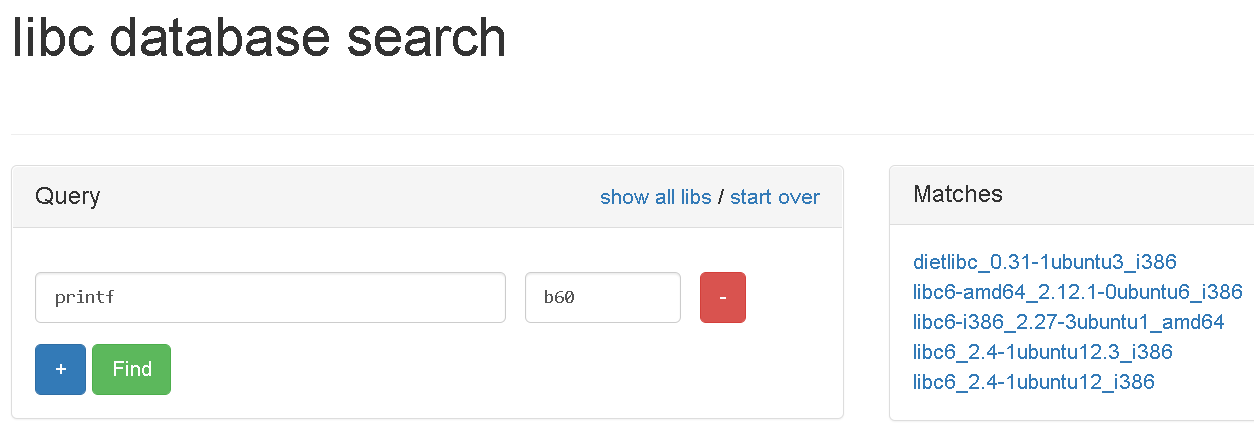 libc database search
Query
show all libs / start over
printf
b60
-
+
Find
Matches
dietlibc_0.31-1ubuntu3_i386
libc6-amd64_2.12.1-0ubuntu6_i386
libc6-i386_2.27-3ubuntu1_amd64
libc6_2.4-1ubuntu12.3_i386
libc6_2.4-1ubuntu12_i386